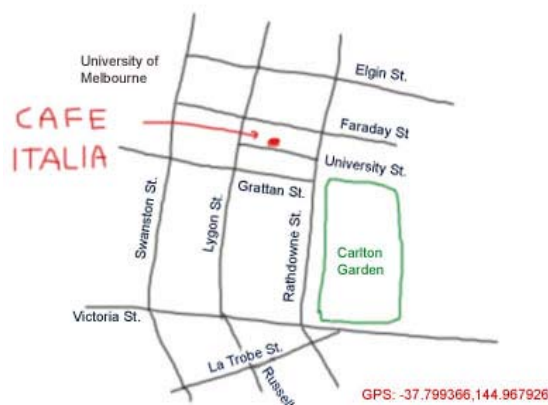 University of
Melbourne
Elgin St.
CAFE
ITALIA
Faraday St
University St.
Grattan St.
Swanston St.
Lygon St.
Rathdowne St.
Carlton
Garden
Victoria St.
La Trobe St.
Russell
GPS: -37.799366,144.967926